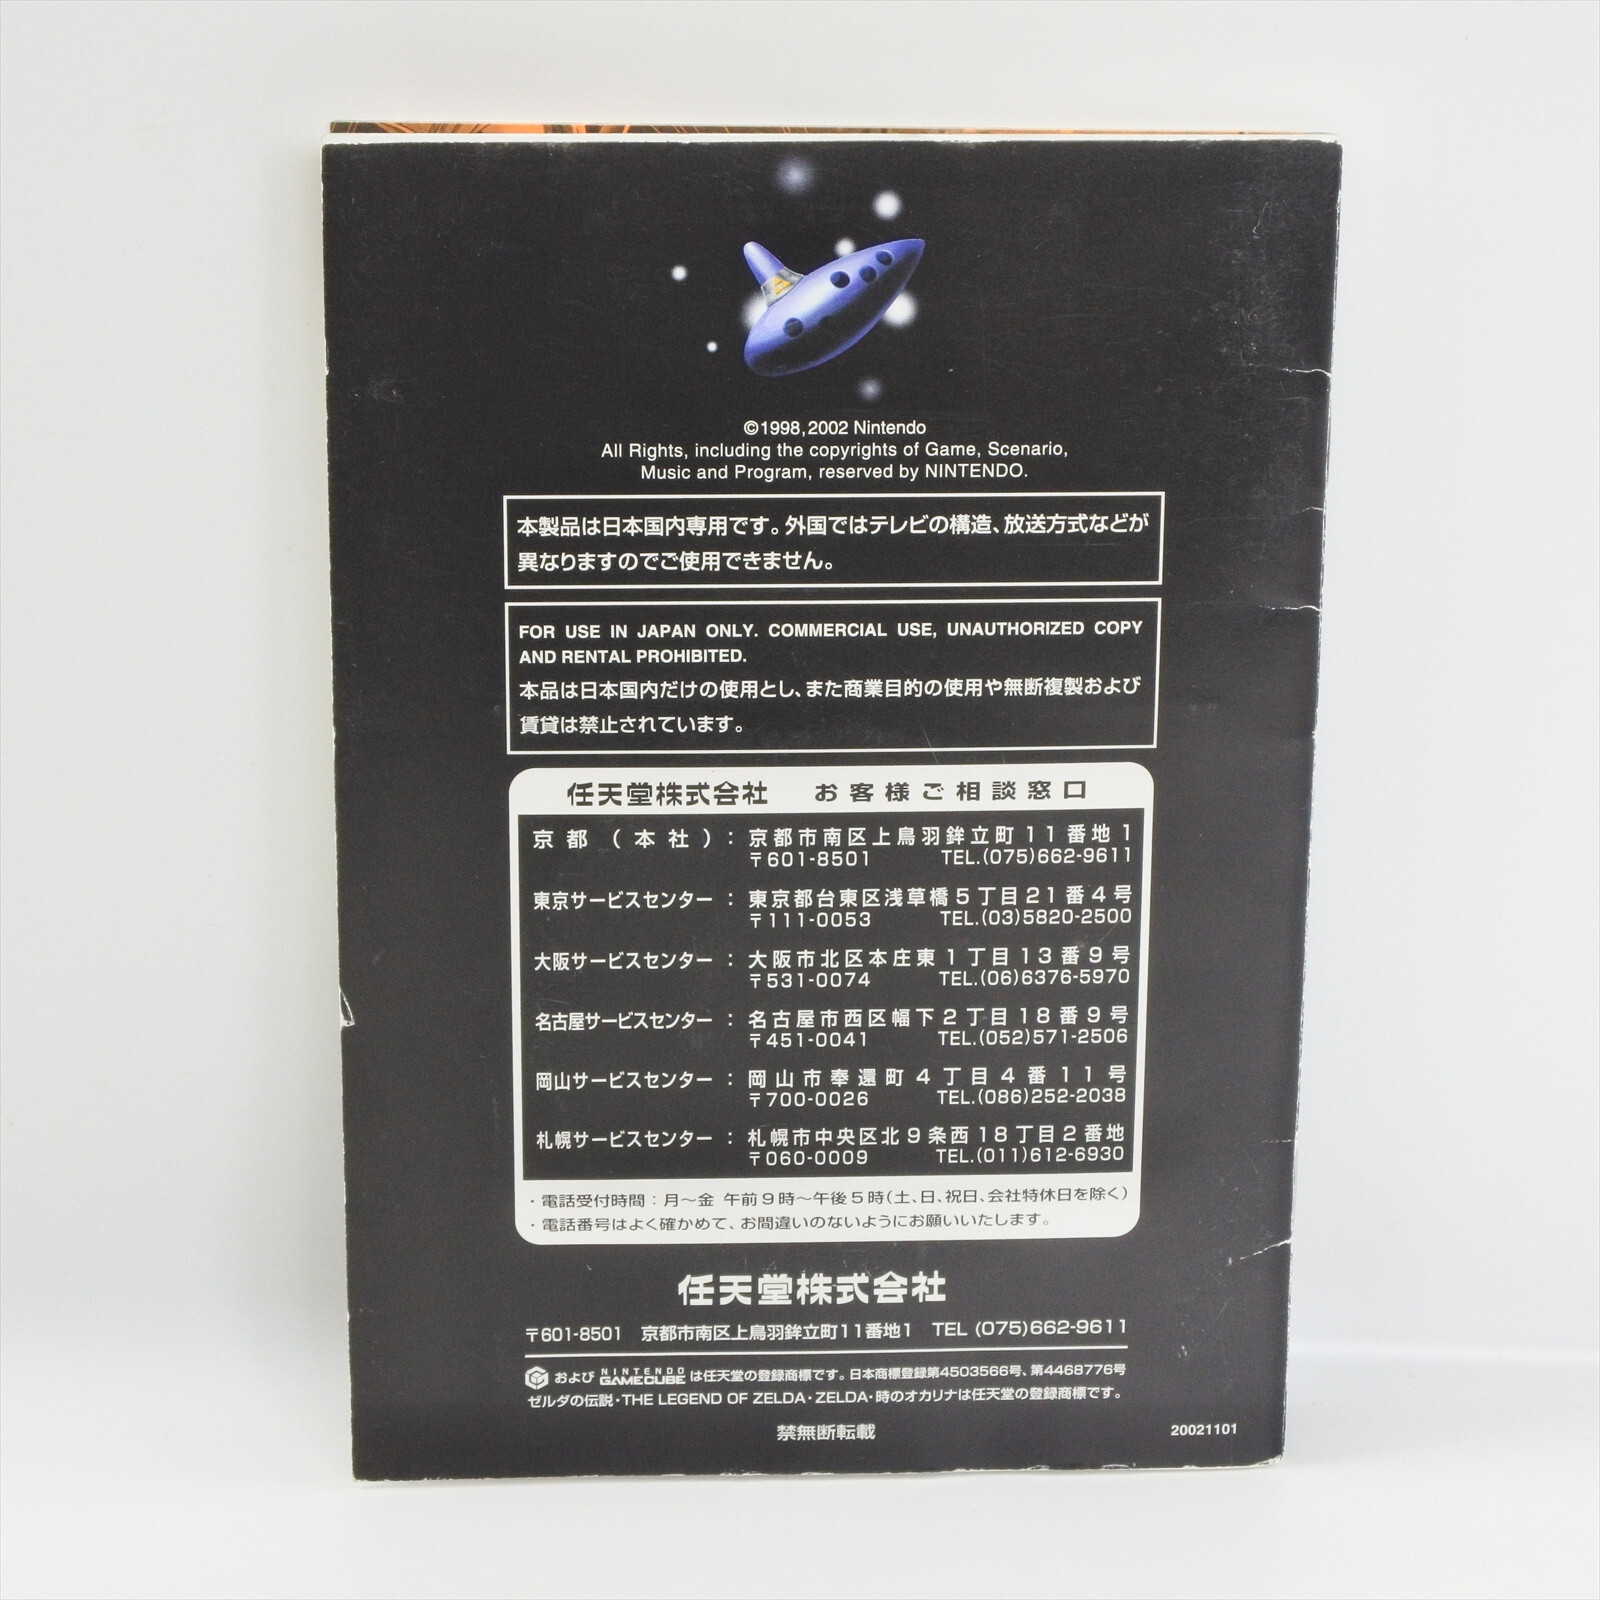 ©1998,2002 Nintendo
All Rights, including the copyrights of Game, Scenario,
Music and Program, reserved by NINTENDO.
本製品は日本国内専用です。外国ではテレビの構造、放送方式などが
異なりますのでご使用できません。
FOR USE IN JAPAN ONLY. COMMERCIAL USE, UNAUTHORIZED COPY
AND RENTAL PROHIBITED.
本品は日本国内だけの使用とし、また商業目的の使用や無断複製および
賃貸は禁止されています。
任天堂株式会社 お客様ご相談窓口
京都(本社): 京都市南区上鳥羽鉾立町11番地1
〒601-8501 TEL.(075)662-9611
東京サービスセンター: 東京都台東区浅草橋5丁目21番4号
〒111-0053 TEL.(03)5820-2500
大阪サービスセンター: 大阪市北区本庄東1丁目13番9号
〒531-0074 TEL.(06)6376-5970
名古屋サービスセンター: 名古屋市西区幅下2丁目18番9号
〒451-0041 TEL.(052)571-2506
岡山サービスセンター: 岡山市奉還町4丁目4番11号
〒700-0026 TEL.(086)252-2038
札幌サービスセンター: 札幌市中央区北9条西18丁目2番地
〒060-0009 TEL.(011)612-6930
・電話受付時間:月〜金 午前9時〜午後5時(土、日、祝日、会社特休日を除く)
・電話番号はよく確かめて、お間違いのないようにお願いいたします。
任天堂株式会社
〒601-8501 京都市南区上鳥羽鉾立町11番地1 TEL (075)662-9611
および NINTENDO GAMECUBE は任天堂の登録商標です。日本商標登録第4503566号、第4468776号
ゼルダの伝説・THE LEGEND OF ZELDA・ZELDA・時のオカリナは任天堂の登録商標です。
禁無断転載
20021101